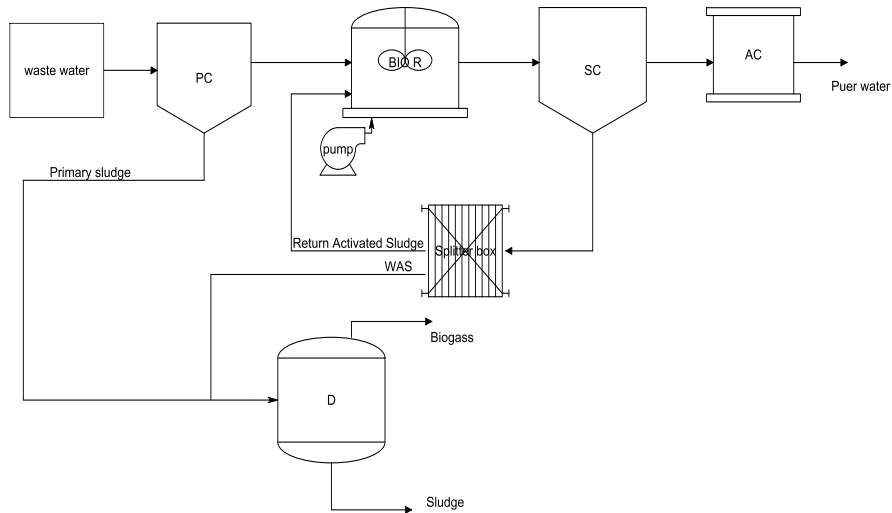 waste water
PC
BIO R
SC
AC
Puer water
pump
Primary sludge
Return Activated Sludge
Splitter box
WAS
Biogass
D
Sludge